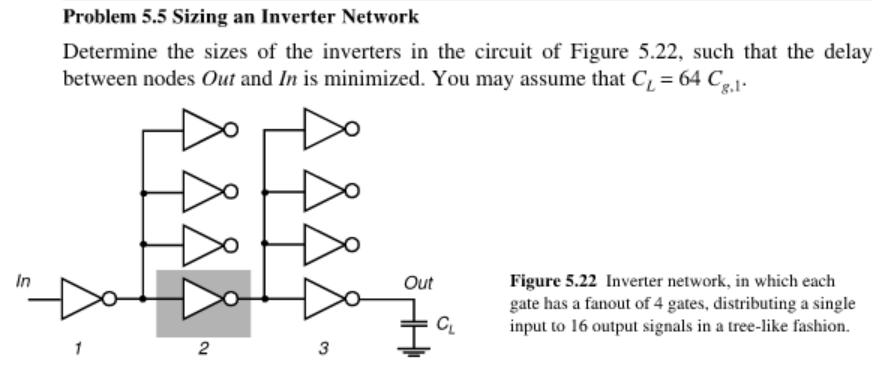 Problem 5.5 Sizing an Inverter Network
Determine the sizes of the inverters in the circuit of Figure 5.22, such that the delay
between nodes Out and In is minimized. You may assume that C_L = 64 C_g,1.
In
Out
C_L
1
2
3
Figure 5.22 Inverter network, in which each
gate has a fanout of 4 gates, distributing a single
input to 16 output signals in a tree-like fashion.